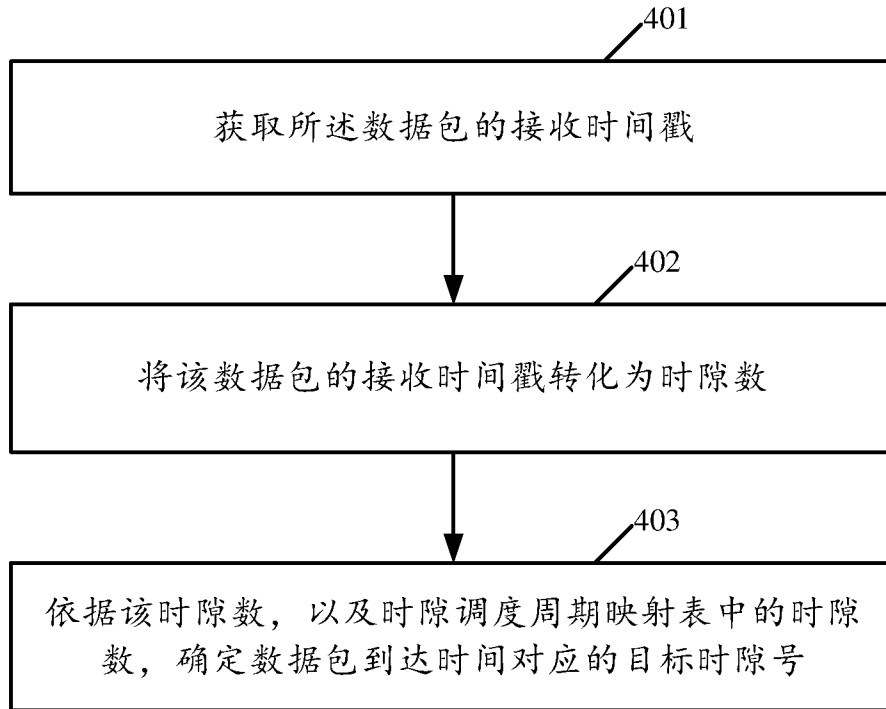 401
获取所述数据包的接收时间戳
402
将该数据包的接收时间戳转化为时隙数
403
依据该时隙数，以及时隙调度周期映射表中的时隙
数，确定数据包到达时间对应的目标时隙号